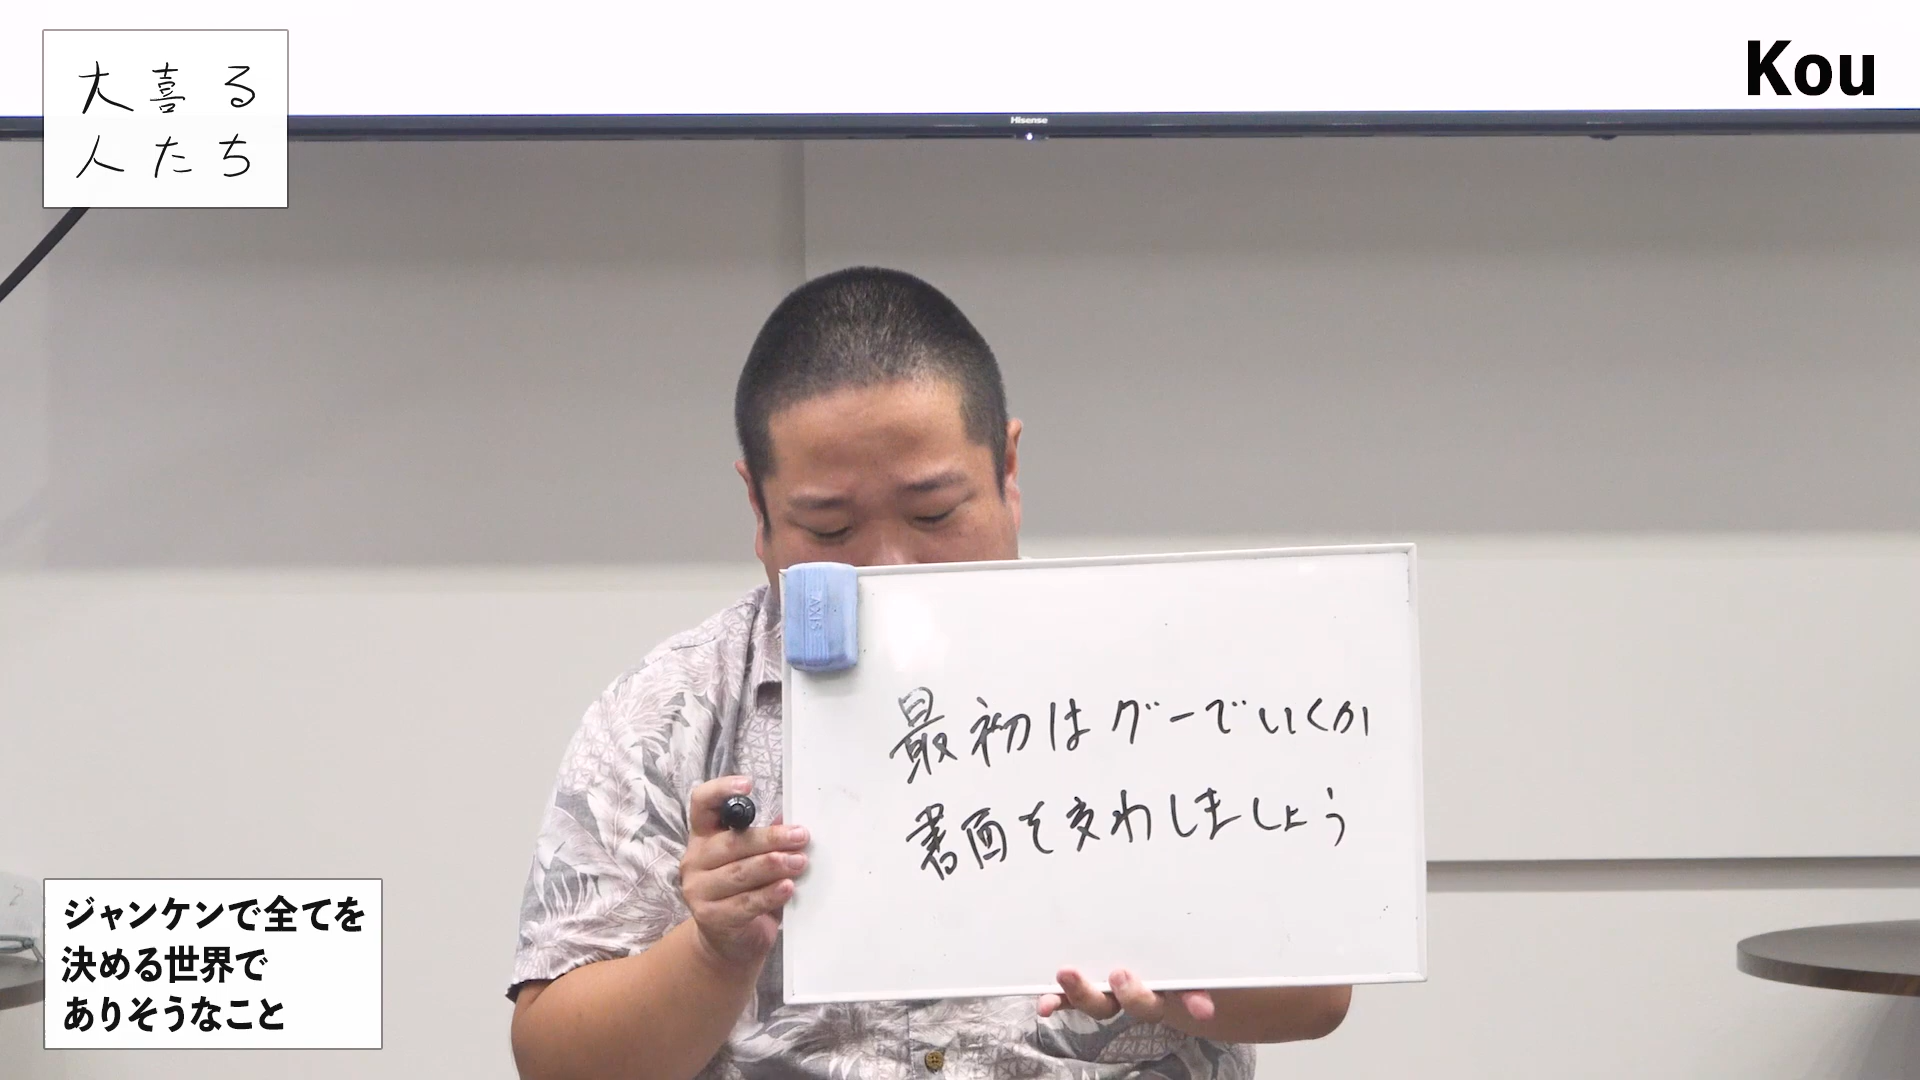 大喜る
人たち
Kou
Hisense
AXIS
最初はグーでいくか
書面を交わしましょう
ジャンケンで全てを
決める世界で
ありそうなこと